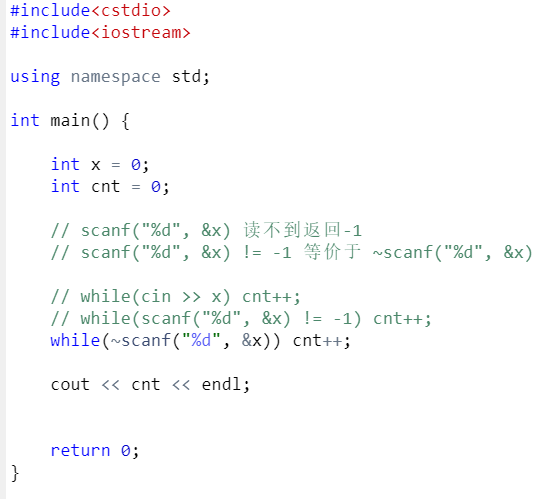 #include<cstdio>
#include<iostream>
using namespace std;
int main() {
int x = 0;
int cnt = 0;
// scanf("%d", &x) 读不到返回-1
// scanf("%d", &x) != -1 等价于 ~scanf("%d", &x)
// while(cin >> x) cnt++;
// while(scanf("%d", &x) != -1) cnt++;
while(~scanf("%d", &x)) cnt++;
cout << cnt << endl;
return 0;
}